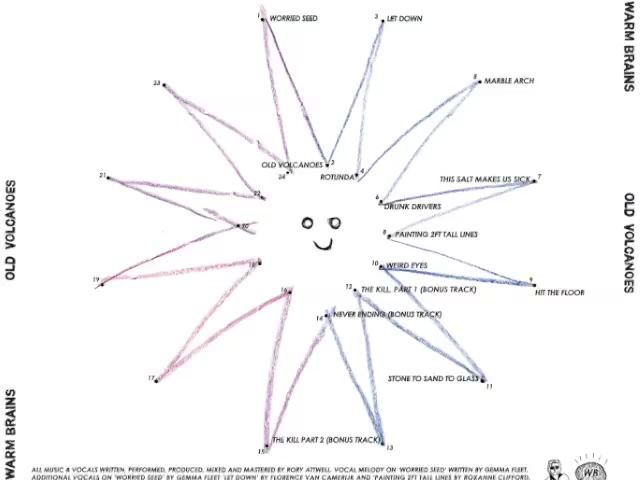 1 WORRIED SEED
3 LET DOWN
5 MARBLE ARCH
23
OLD VOLCANOES 2
24
ROTUNDA 4
21
THIS SALT MAKES US SICK 7
22
6 DRUNK DRIVERS
20
8 PAINTING 2FT TALL LINES
18
10 WEIRD EYES
19
9
HIT THE FLOOR
16
12 THE KILL, PART 1 (BONUS TRACK)
14 NEVER ENDING (BONUS TRACK)
17
STONE TO SAND TO GLASS
11
THE KILL PART 2 (BONUS TRACK)
15
13
WARM BRAINS
OLD VOLCANOES
OLD VOLCANOES
WARM BRAINS
ALL MUSIC & VOCALS WRITTEN, PERFORMED, PRODUCED, MIXED AND MASTERED BY RORY ATTWELL. VOCAL MELODY ON 'WORRIED SEED' WRITTEN BY GEMMA FLEET.
ADDITIONAL VOCALS ON 'WORRIED SEED' BY GEMMA FLEET 'LET DOWN' BY FLORENCE VAN CAMERIJK AND 'PAINTING 2FT TALL LINES BY ROXANNE CLIFFORD.
WB